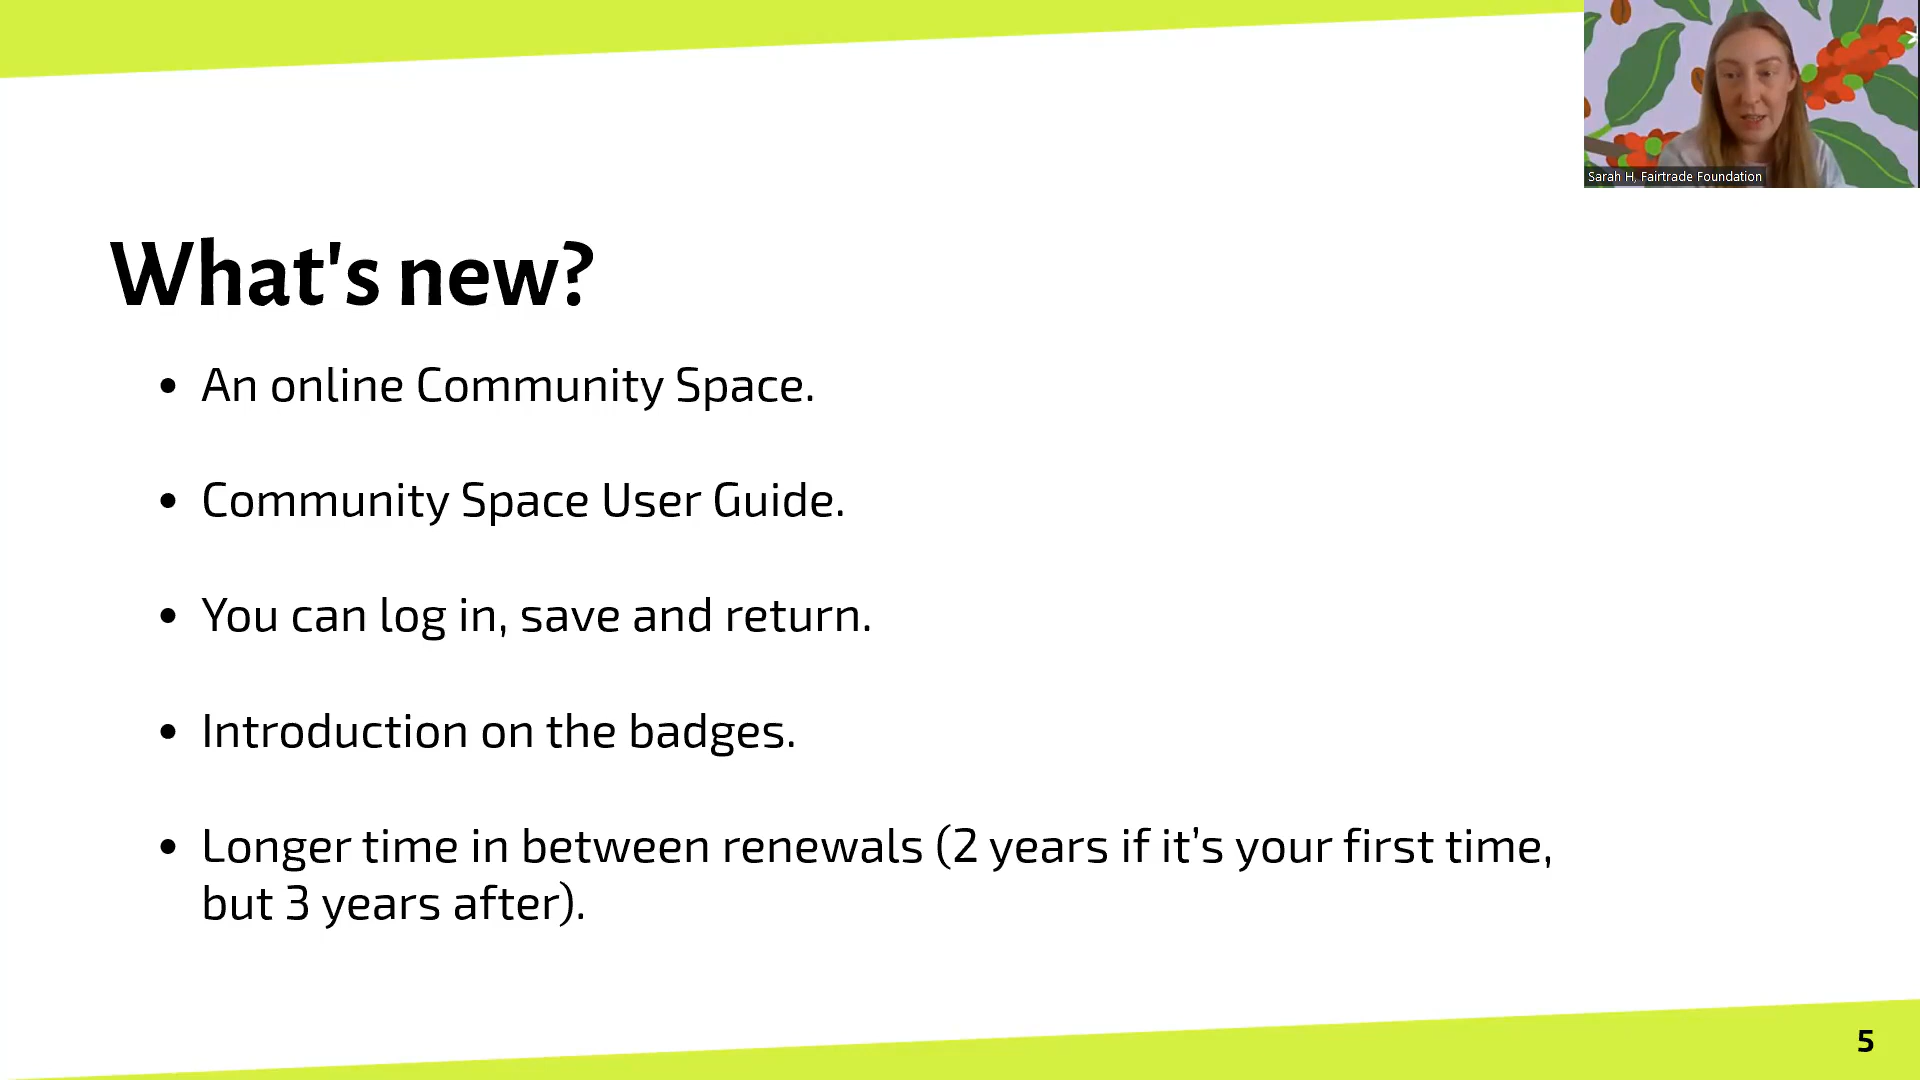 Sarah H, Fairtrade Foundation
What's new?
• An online Community Space.
• Community Space User Guide.
• You can log in, save and return.
• Introduction on the badges.
• Longer time in between renewals (2 years if it’s your first time,
but 3 years after).
5